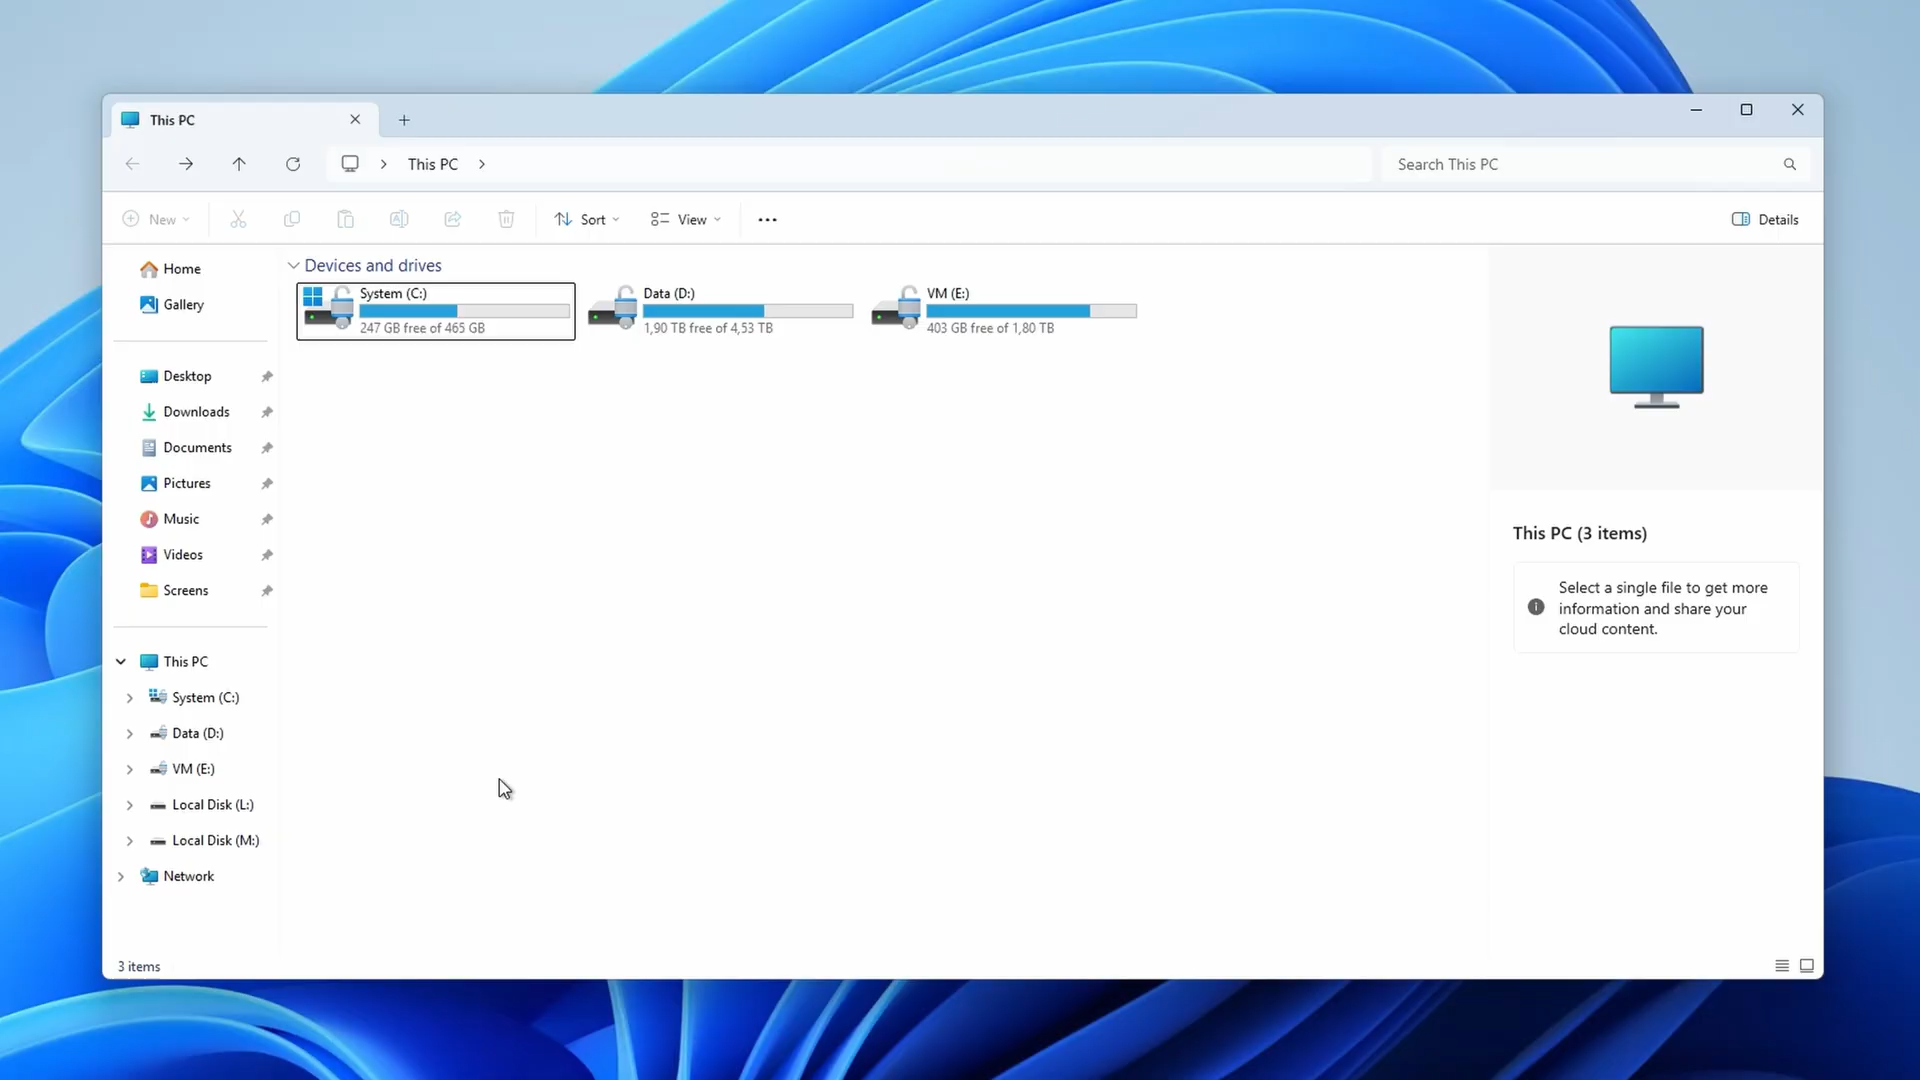 This PC
This PC
Search This PC
New
Sort
View
Details
Home
Gallery
Desktop
Downloads
Documents
Pictures
Music
Videos
Screens
This PC
System (C:)
Data (D:)
VM (E:)
Local Disk (L:)
Local Disk (M:)
Network
Devices and drives
System (C:)
247 GB free of 465 GB
Data (D:)
1,90 TB free of 4,53 TB
VM (E:)
403 GB free of 1,80 TB
This PC (3 items)
Select a single file to get more
information and share your
cloud content.
3 items